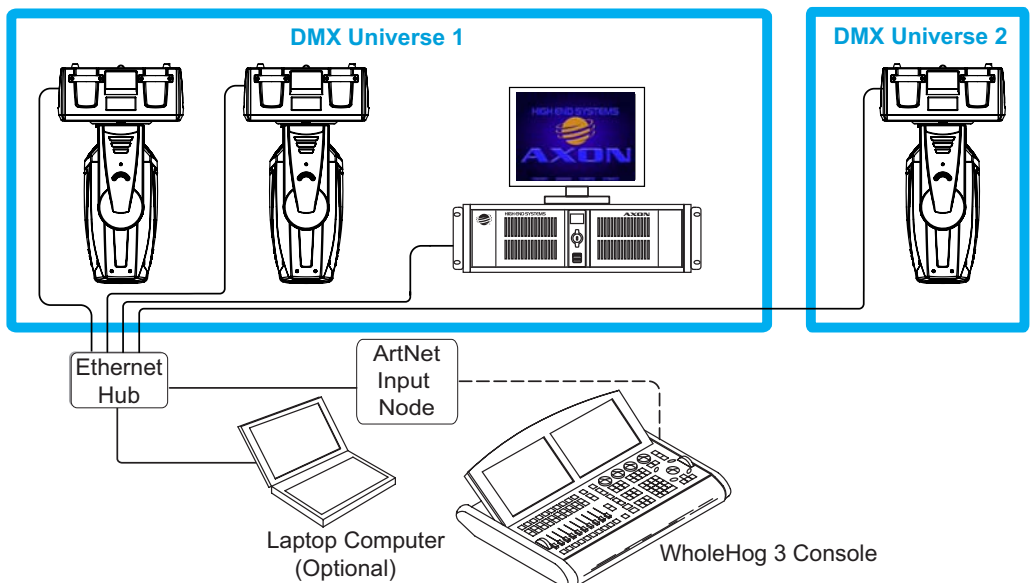 DMX Universe 1
DMX Universe 2
HIGH END SYSTEMS
AXON
HIGH END SYSTEMS
AXON
Ethernet
Hub
ArtNet
Input
Node
Laptop Computer
(Optional)
WholeHog 3 Console